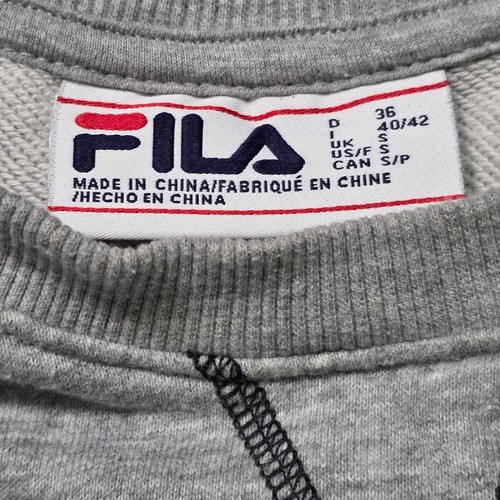 FILA
D 36
I 40/42
UK S
US/F S
CAN S/P
MADE IN CHINA/FABRIQUÉ EN CHINE
/HECHO EN CHINA